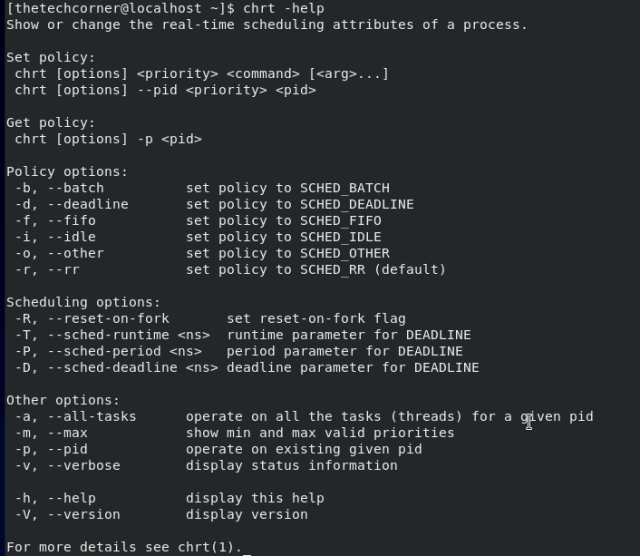 [thetechcorner@localhost ~]$ chrt -help
Show or change the real-time scheduling attributes of a process.

Set policy:
 chrt [options] <priority> <command> [<arg>...]
 chrt [options] --pid <priority> <pid>

Get policy:
 chrt [options] -p <pid>

Policy options:
 -b, --batch          set policy to SCHED_BATCH
 -d, --deadline       set policy to SCHED_DEADLINE
 -f, --fifo           set policy to SCHED_FIFO
 -i, --idle           set policy to SCHED_IDLE
 -o, --other          set policy to SCHED_OTHER
 -r, --rr             set policy to SCHED_RR (default)

Scheduling options:
 -R, --reset-on-fork       set reset-on-fork flag
 -T, --sched-runtime <ns>  runtime parameter for DEADLINE
 -P, --sched-period <ns>   period parameter for DEADLINE
 -D, --sched-deadline <ns> deadline parameter for DEADLINE

Other options:
 -a, --all-tasks      operate on all the tasks (threads) for a given pid
 -m, --max            show min and max valid priorities
 -p, --pid            operate on existing given pid
 -v, --verbose        display status information

 -h, --help           display this help
 -V, --version        display version

For more details see chrt(1).